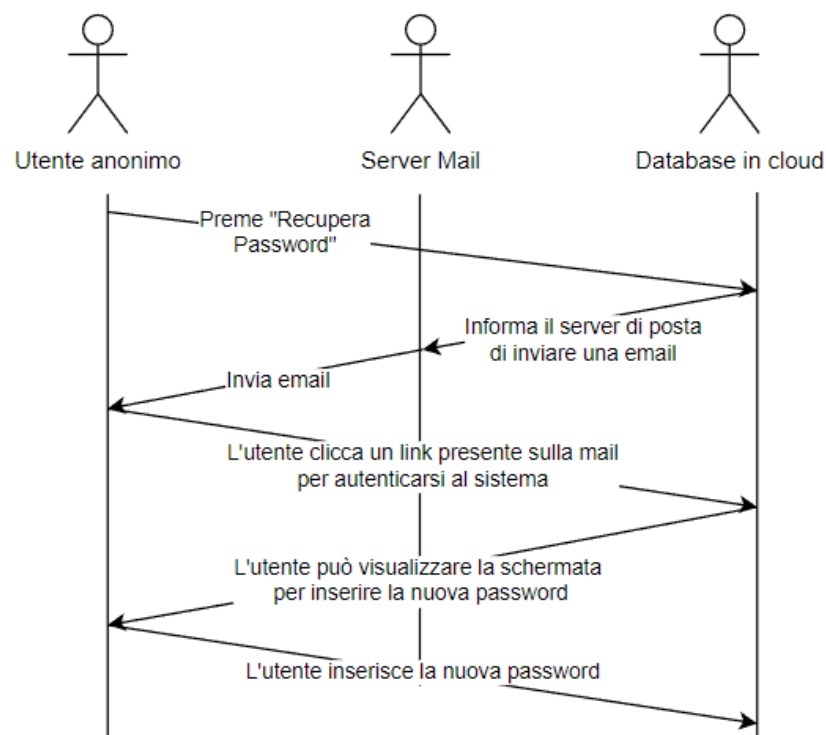 Utente anonimo
Server Mail
Database in cloud
Preme "Recupera
Password"
Informa il server di posta
di inviare una email
Invia email
L'utente clicca un link presente sulla mail
per autenticarsi al sistema
L'utente può visualizzare la schermata
per inserire la nuova password
L'utente inserisce la nuova password